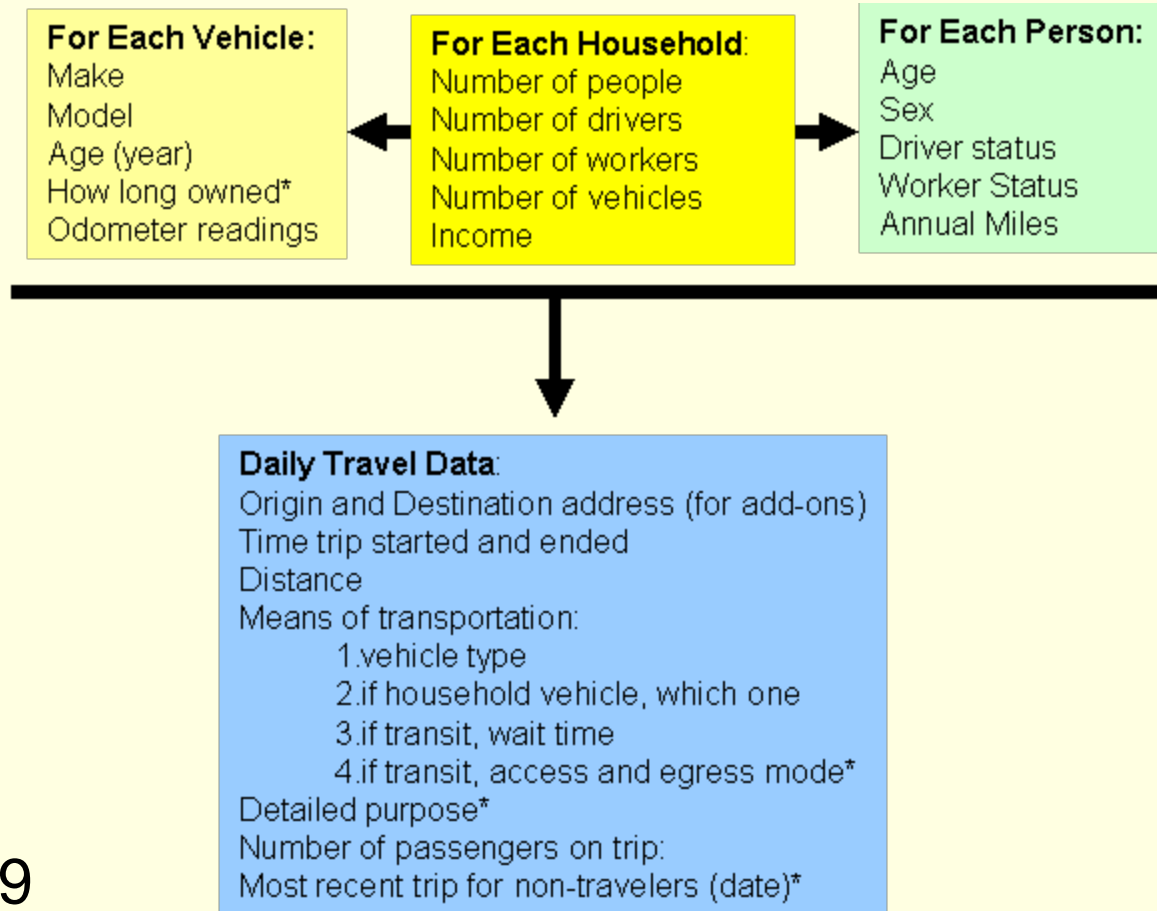 For Each Vehicle:
Make
Model
Age (year)
How long owned*
Odometer readings
For Each Household:
Number of people
Number of drivers
Number of workers
Number of vehicles
Income
For Each Person:
Age
Sex
Driver status
Worker Status
Annual Miles
Daily Travel Data:
Origin and Destination address (for add-ons)
Time trip started and ended
Distance
Means of transportation:
1.vehicle type
2.if household vehicle, which one
3.if transit, wait time
4.if transit, access and egress mode*
Detailed purpose*
Number of passengers on trip:
Most recent trip for non-travelers (date)*
9